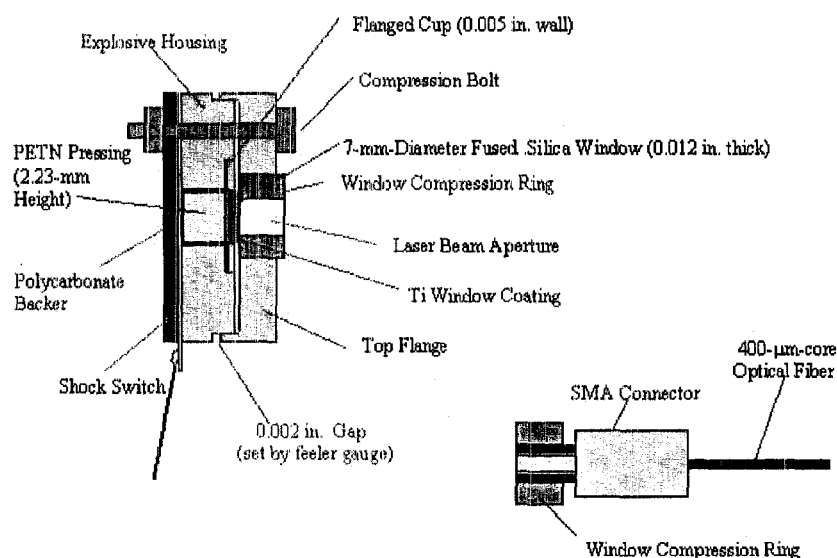 Flanged Cup (0.005 in. wall)
Explosive Housing
Compression Bolt
7-mm-Diameter Fused Silica Window (0.012 in. thick)
PETN Pressing
(2.23-mm
Height)
Window Compression Ring
Laser Beam Aperture
Polycarbonate
Backer
Ti Window Coating
Top Flange
Shock Switch
0.002 in. Gap
(set by feeler gauge)
400-µm-core
Optical Fiber
SMA Connector
Window Compression Ring